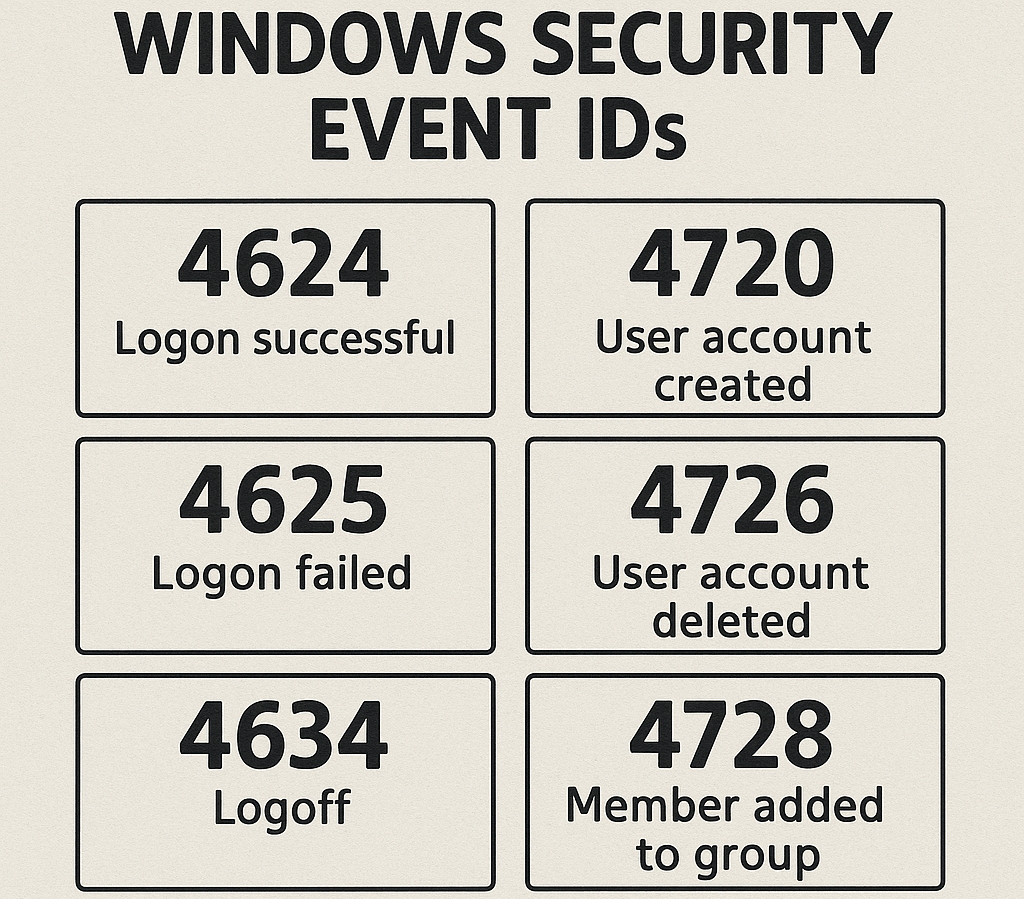 WINDOWS SECURITY
EVENT IDs
4624
Logon successful
4720
User account
created
4625
Logon failed
4726
User account
deleted
4634
Logoff
4728
Member added
to group